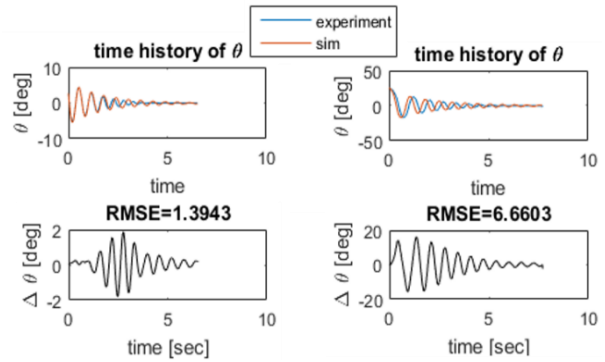 experiment
sim
time history of θ
10
0
-10
θ [deg]
0
5
10
time
time history of θ
50
0
-50
θ [deg]
0
5
10
time
RMSE=1.3943
2
0
-2
Δ θ [deg]
0
5
10
time [sec]
RMSE=6.6603
20
0
-20
Δ θ [deg]
0
5
10
time [sec]